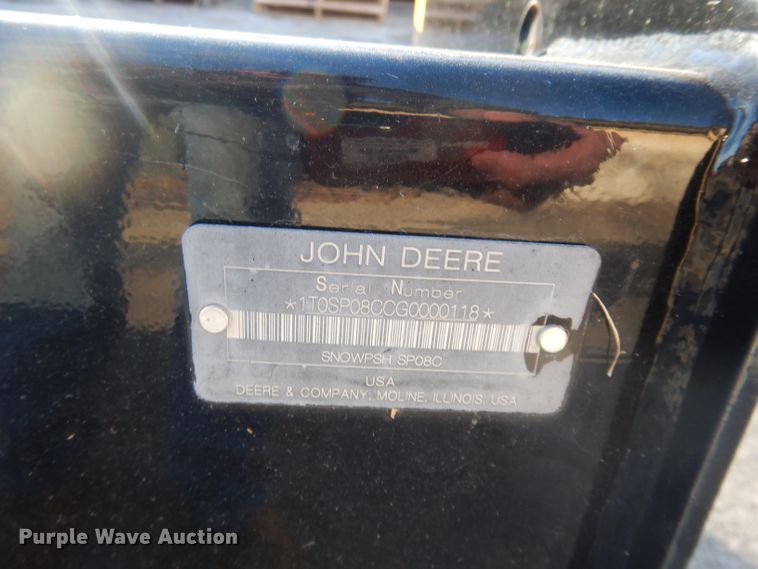 JOHN DEERE
Serial Number
*1T0SP08CCG0000118*
SNOWPSH SP08C
USA
DEERE & COMPANY, MOLINE, ILLINOIS, USA
Purple Wave Auction